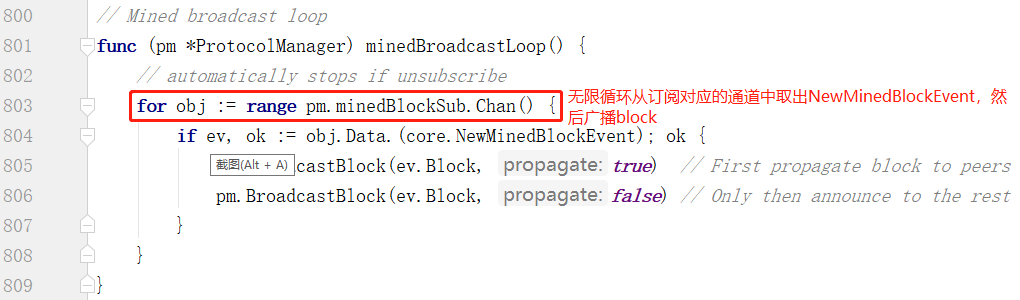 800 // Mined broadcast loop
801 func (pm *ProtocolManager) minedBroadcastLoop() {
802 // automatically stops if unsubscribe
803 for obj := range pm.minedBlockSub.Chan() { 无限循环从订阅对应的通道中取出NewMinedBlockEvent，然
后广播block
804 if ev, ok := obj.Data.(core.NewMinedBlockEvent); ok {
805 截图(Alt + A) castBlock(ev.Block, propagate: true) // First propagate block to peers
806 pm.BroadcastBlock(ev.Block, propagate: false) // Only then announce to the rest
807 }
808 }
809 }